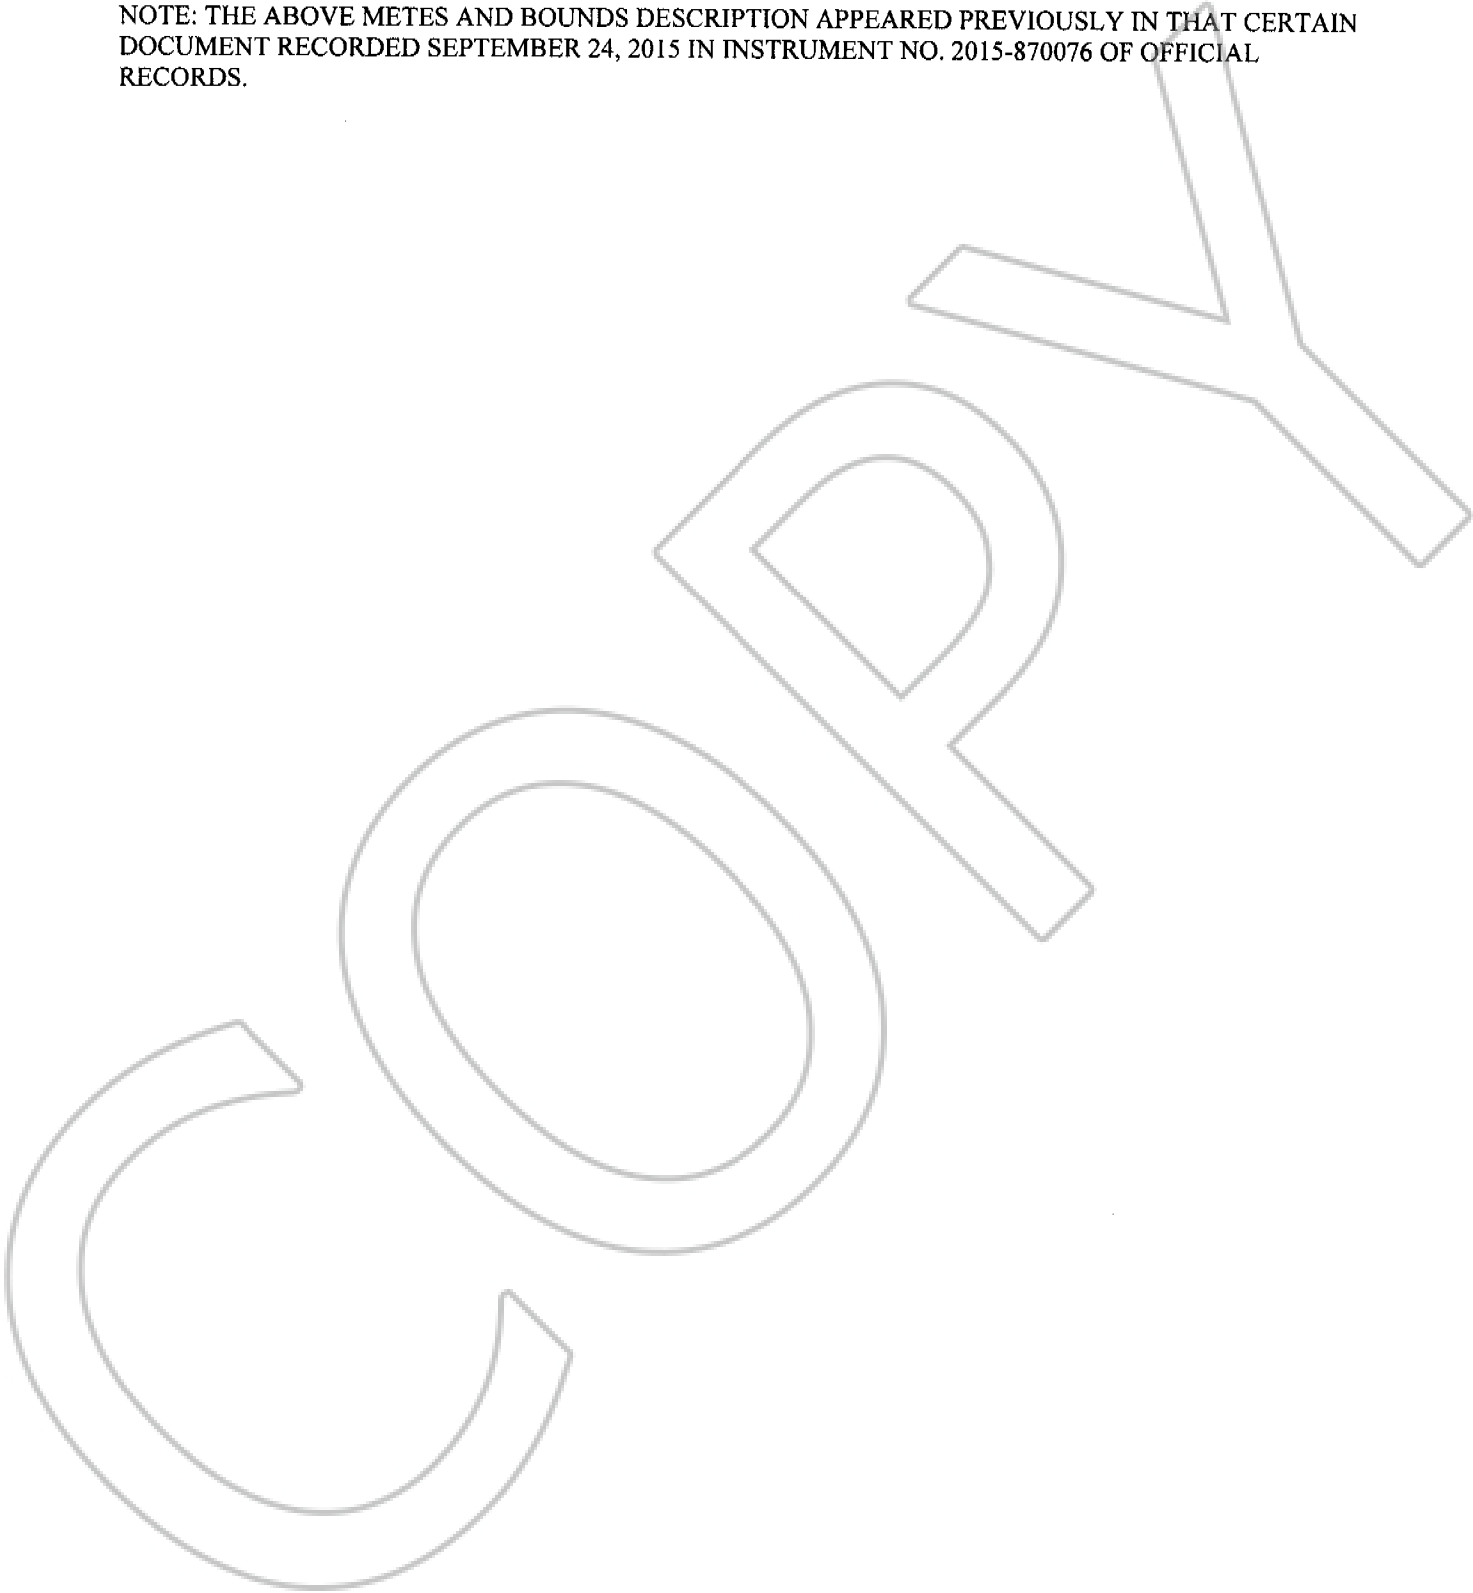 NOTE: THE ABOVE METES AND BOUNDS DESCRIPTION APPEARED PREVIOUSLY IN THAT CERTAIN
DOCUMENT RECORDED SEPTEMBER 24, 2015 IN INSTRUMENT NO. 2015-870076 OF OFFICIAL
RECORDS.
COPY